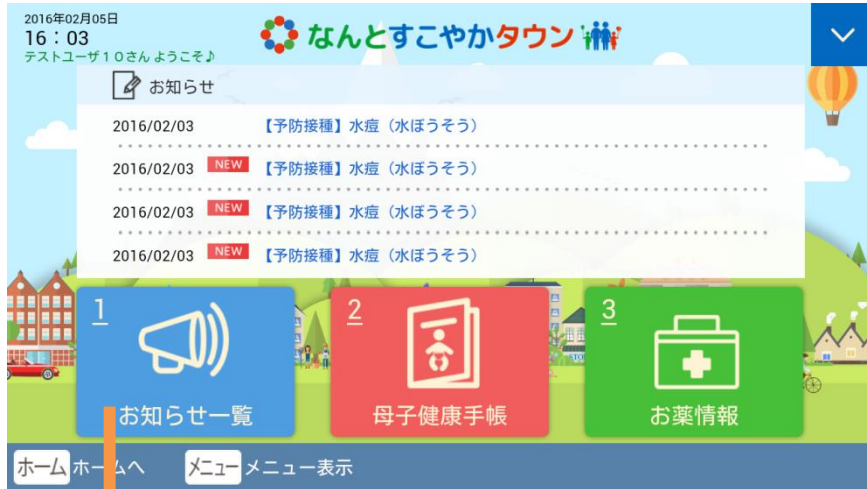 2016年02月05日
16：03
テストユーザ10さん ようこそ♪
なんとすこやかタウン
お知らせ
2016/02/03 【予防接種】水痘（水ぼうそう）
2016/02/03 NEW 【予防接種】水痘（水ぼうそう）
2016/02/03 NEW 【予防接種】水痘（水ぼうそう）
2016/02/03 NEW 【予防接種】水痘（水ぼうそう）
1 お知らせ一覧
2 母子健康手帳
3 お薬情報
ホーム ホームへ メニュー メニュー表示